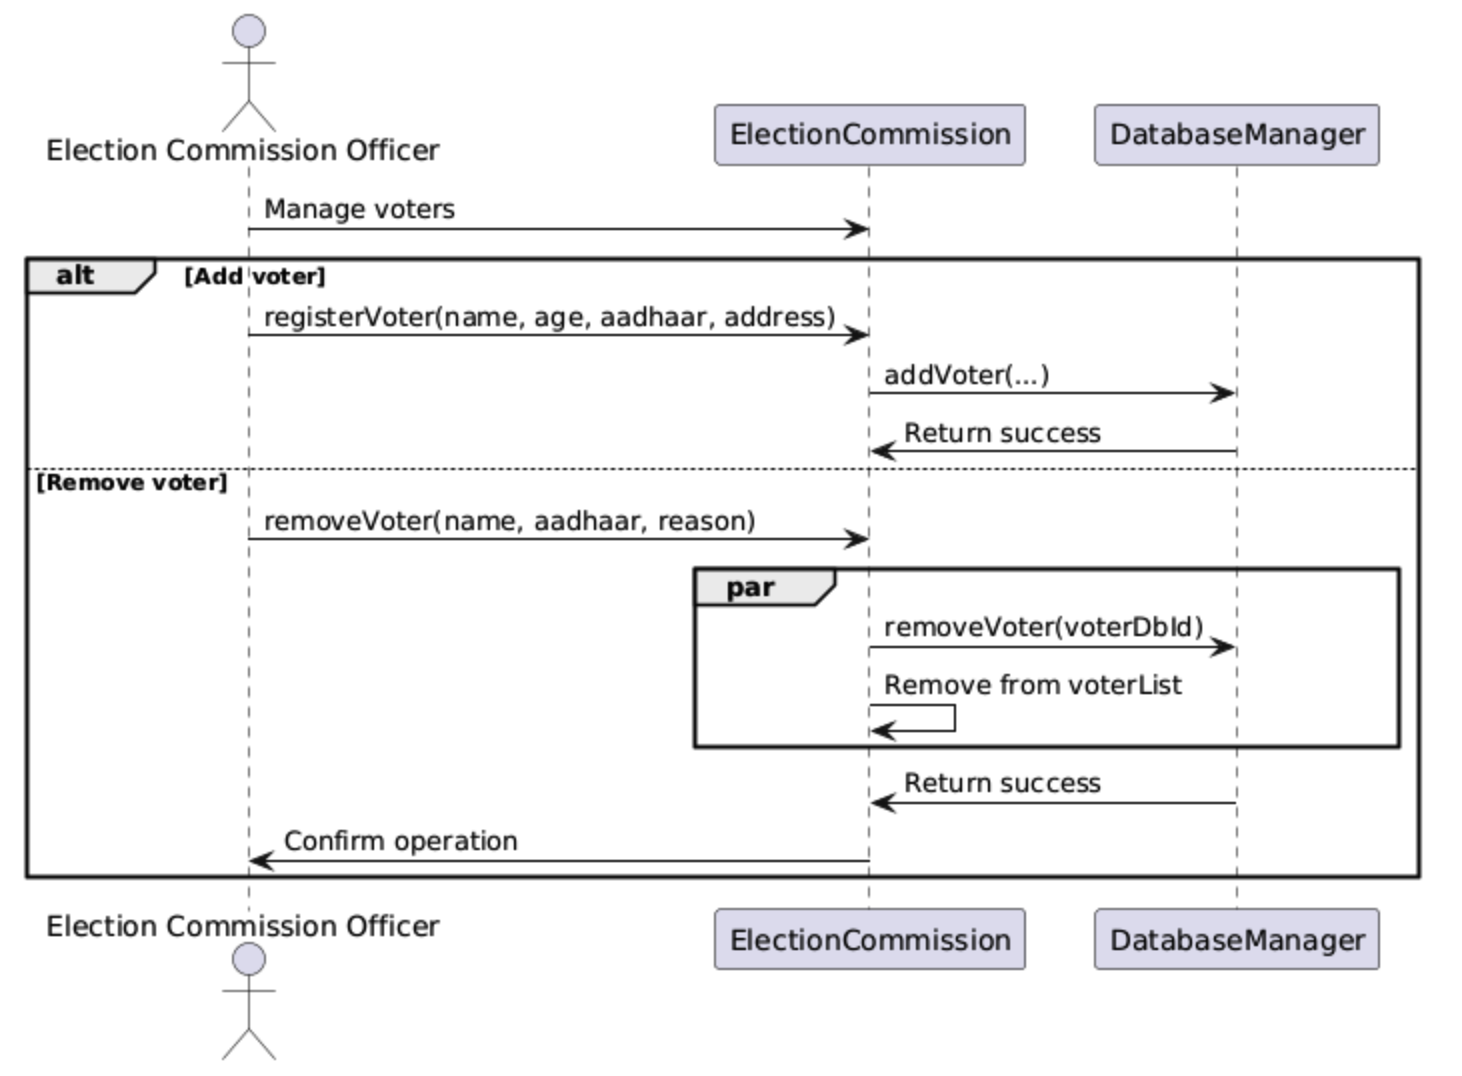 Election Commission Officer
ElectionCommission
DatabaseManager
Manage voters
alt
[Add voter]
registerVoter(name, age, aadhaar, address)
addVoter(...)
Return success
[Remove voter]
removeVoter(name, aadhaar, reason)
par
removeVoter(voterDbId)
Remove from voterList
Return success
Confirm operation
Election Commission Officer
ElectionCommission
DatabaseManager